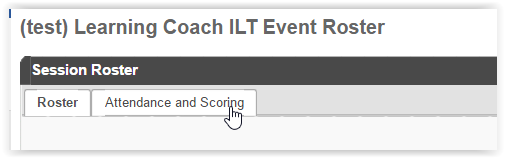 (test) Learning Coach ILT Event Roster
Session Roster
Roster Attendance and Scoring